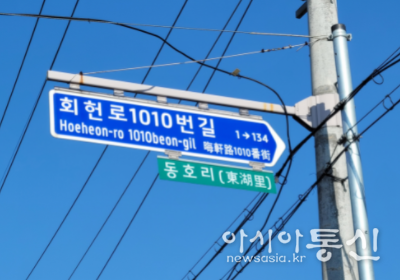 회헌로1010번길
Hoeheon-ro 1010beon-gil 1→134
晦軒路1010番街
동호리(東湖里)
아시아통신
newsasia.kr